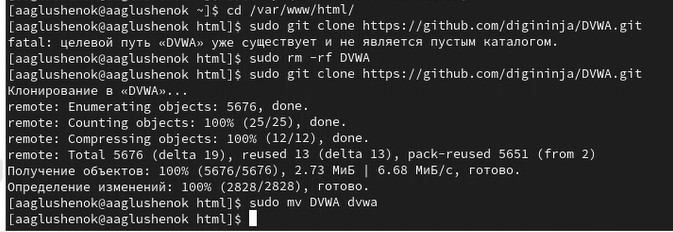 [aaglushenok@aaglushenok ~]$ cd /var/www/html/
[aaglushenok@aaglushenok html]$ sudo git clone https://github.com/digininja/DVWA.git
fatal: целевой путь «DVWA» уже существует и не является пустым каталогом.
[aaglushenok@aaglushenok html]$ sudo rm -rf DVWA
[aaglushenok@aaglushenok html]$ sudo git clone https://github.com/digininja/DVWA.git
Клонирование в «DVWA»...
remote: Enumerating objects: 5676, done.
remote: Counting objects: 100% (25/25), done.
remote: Compressing objects: 100% (12/12), done.
remote: Total 5676 (delta 19), reused 13 (delta 13), pack-reused 5651 (from 2)
Получение объектов: 100% (5676/5676), 2.73 МиБ | 6.68 МиБ/с, готово.
Определение изменений: 100% (2828/2828), готово.
[aaglushenok@aaglushenok html]$ sudo mv DVWA dvwa
[aaglushenok@aaglushenok html]$